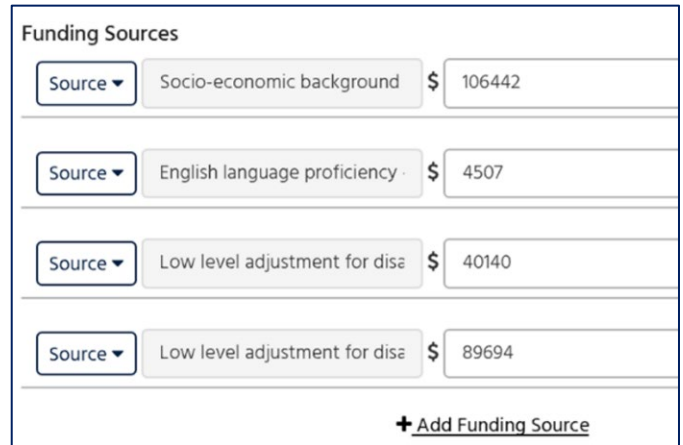 Funding Sources
Source Socio-economic background $ 106442
Source English language proficiency - $ 4507
Source Low level adjustment for disa $ 40140
Source Low level adjustment for disa $ 89694
+ Add Funding Source